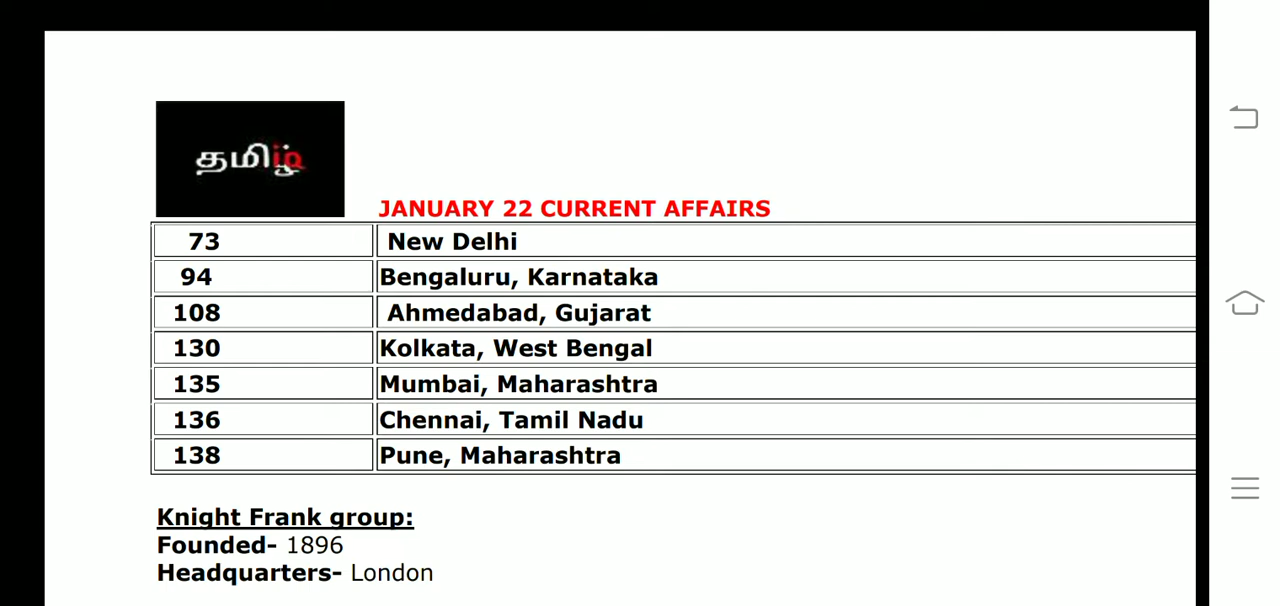 தமிழ்
JANUARY 22 CURRENT AFFAIRS
73 New Delhi
94 Bengaluru, Karnataka
108 Ahmedabad, Gujarat
130 Kolkata, West Bengal
135 Mumbai, Maharashtra
136 Chennai, Tamil Nadu
138 Pune, Maharashtra
Knight Frank group:
Founded- 1896
Headquarters- London